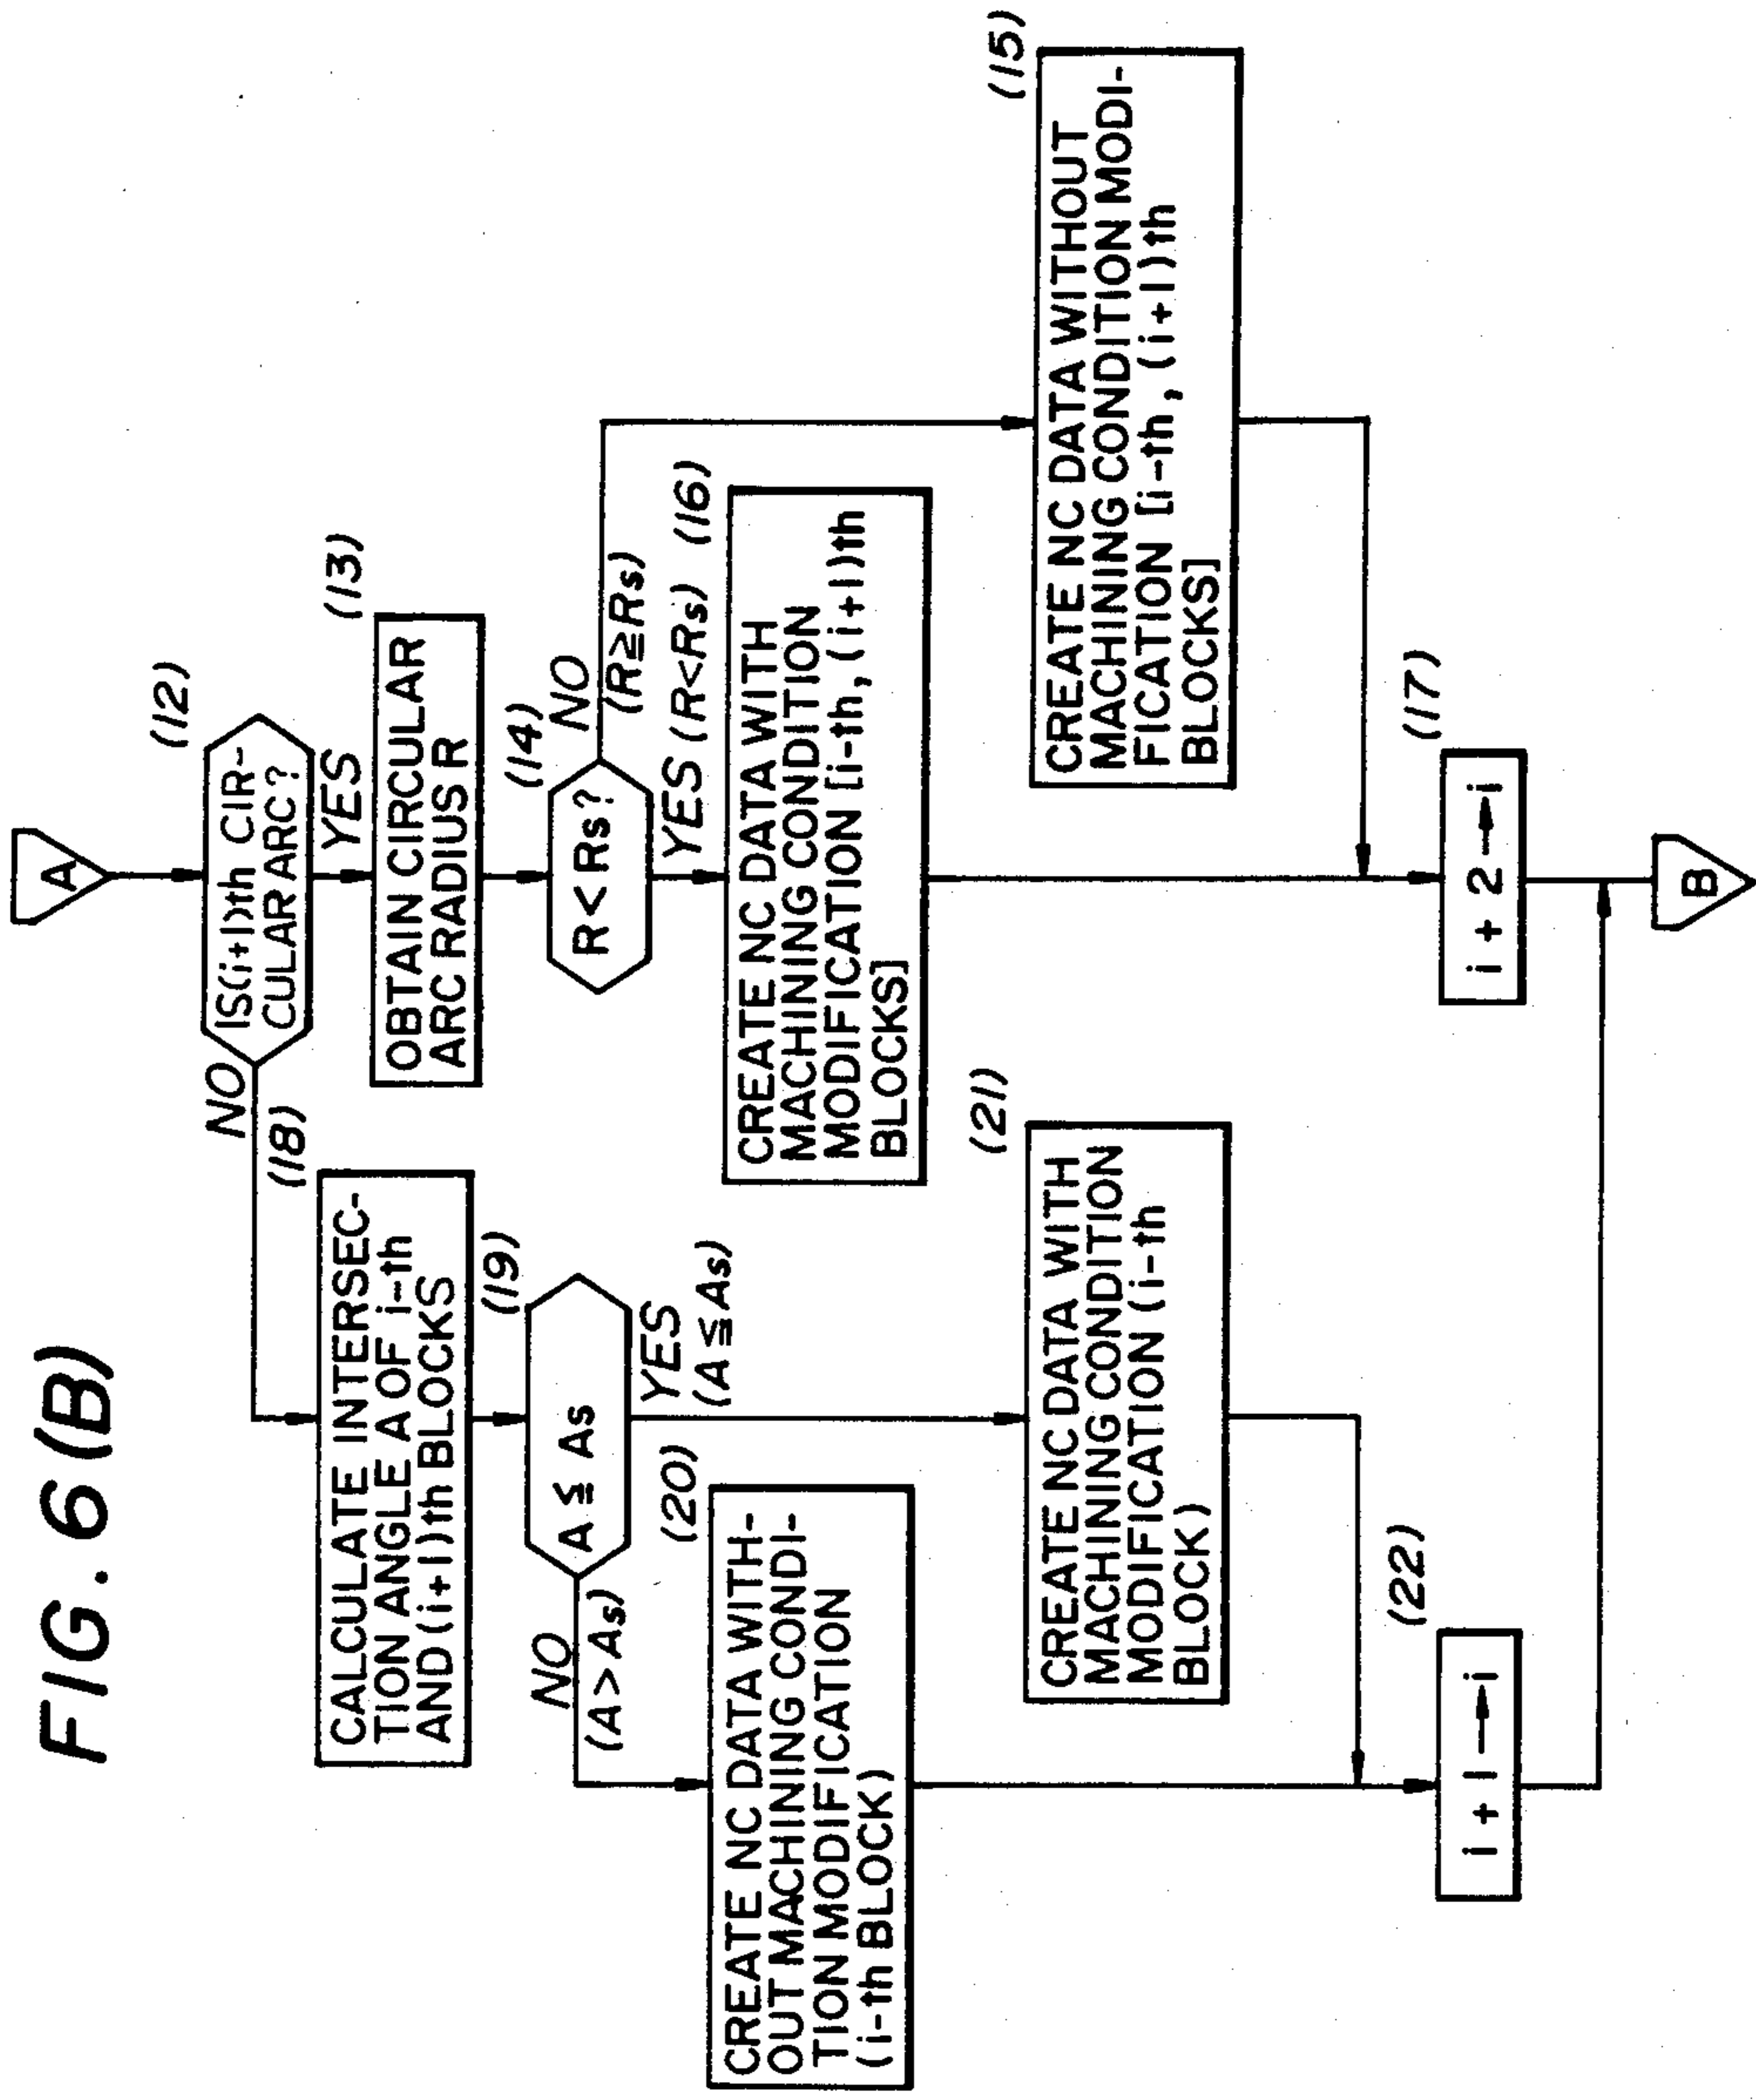 FIG. 6 (B)
A
(12)
IS(i+1)th CIR-
CULAR ARC?
NO
YES
(13)
OBTAIN CIRCULAR
ARC RADIUS R
(14)
R < Rs?
NO
(R≧Rs)
YES (R<Rs)
(16)
CREATE NC DATA WITH
MACHINING CONDITION
MODIFICATION [i-th, (i+1)th
BLOCKS]
(15)
CREATE NC DATA WITHOUT
MACHINING CONDITION MODI-
FICATION [i-th, (i+1)th
BLOCKS]
(17)
i + 2 → i
(18)
CALCULATE INTERSEC-
TION ANGLE A OF i-th
AND (i+1)th BLOCKS
(19)
A ≦ As
NO
(A > As)
YES
(A ≦ As)
(20)
CREATE NC DATA WITH-
OUT MACHINING CONDI-
TION MODIFICATION
(i-th BLOCK)
(21)
CREATE NC DATA WITH
MACHINING CONDITION
MODIFICATION (i-th
BLOCK)
(22)
i + 1 → i
B